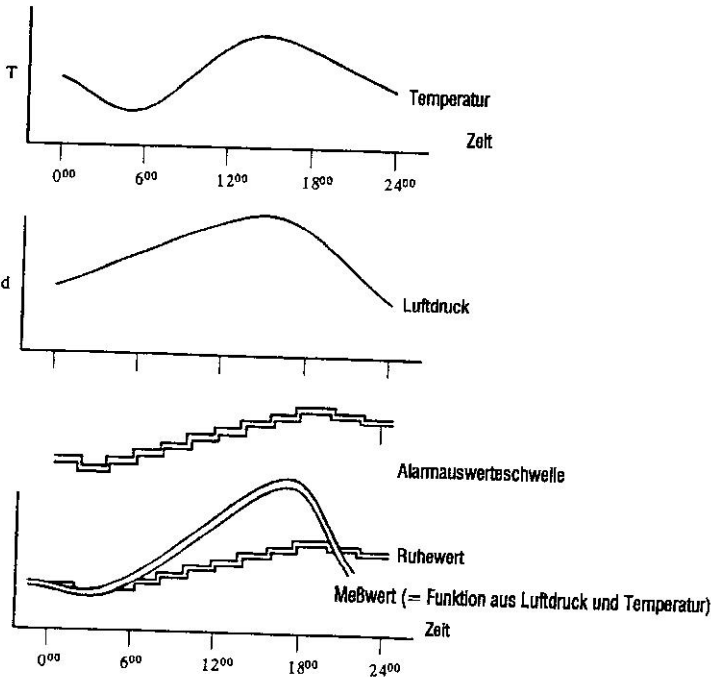 T
Temperatur
Zeit
0⁰⁰ 6⁰⁰ 12⁰⁰ 18⁰⁰ 24⁰⁰
d
Luftdruck
Alarmauswerteschwelle
Ruhewert
Meßwert (= Funktion aus Luftdruck und Temperatur)
Zeit
0⁰⁰ 6⁰⁰ 12⁰⁰ 18⁰⁰ 24⁰⁰